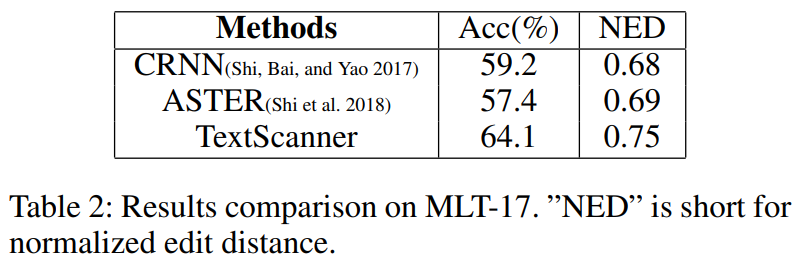 Methods Acc(%) NED
CRNN(Shi, Bai, and Yao 2017) 59.2 0.68
ASTER(Shi et al. 2018) 57.4 0.69
TextScanner 64.1 0.75
Table 2: Results comparison on MLT-17. ”NED” is short for
normalized edit distance.